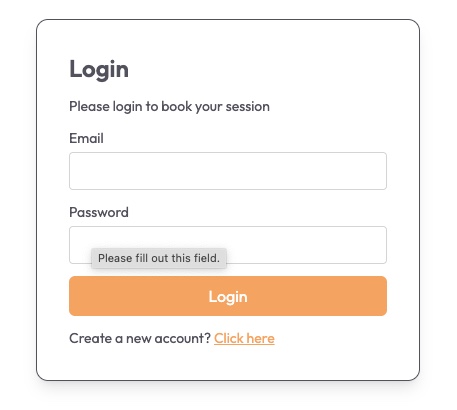 Login
Please login to book your session
Email
Password
Please fill out this field.
Login
Create a new account? Click here